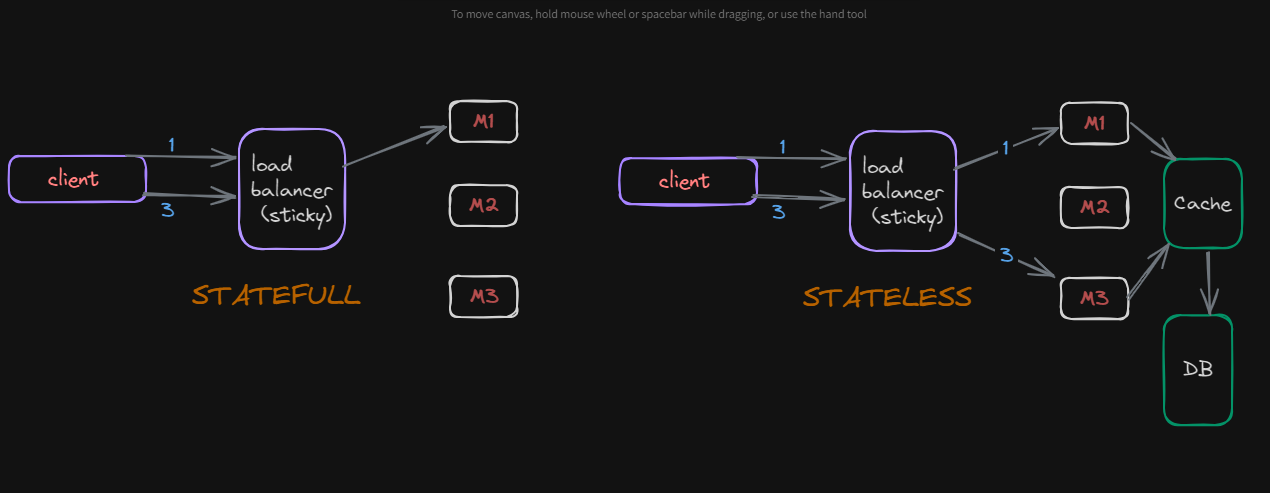 To move canvas, hold mouse wheel or spacebar while dragging, or use the hand tool
client
1
3
load
balancer
(sticky)
M1
M2
M3
STATEFULL
client
1
3
load
balancer
(sticky)
1
3
M1
M2
M3
Cache
DB
STATELESS